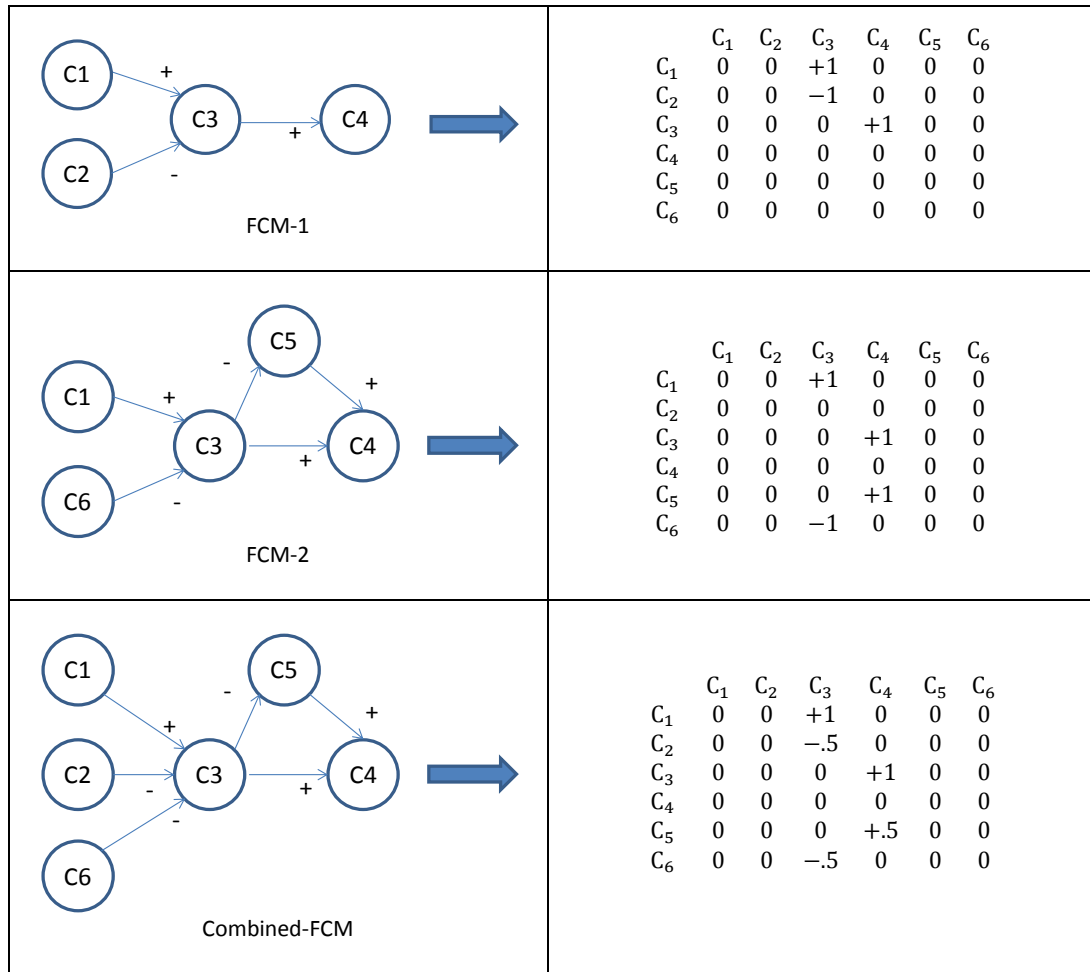 C1
+
C3
C4
+
C2
-
FCM-1
C₁ C₂ C₃ C₄ C₅ C₆
C₁ 0 0 +1 0 0 0
C₂ 0 0 −1 0 0 0
C₃ 0 0 0 +1 0 0
C₄ 0 0 0 0 0 0
C₅ 0 0 0 0 0 0
C₆ 0 0 0 0 0 0
C5
-
+
C1
+
C3
C4
+
C6
-
FCM-2
C₁ C₂ C₃ C₄ C₅ C₆
C₁ 0 0 +1 0 0 0
C₂ 0 0 0 0 0 0
C₃ 0 0 0 +1 0 0
C₄ 0 0 0 0 0 0
C₅ 0 0 0 +1 0 0
C₆ 0 0 −1 0 0 0
C1
C5
-
+
+
C2
C3
C4
-
+
-
C6
Combined-FCM
C₁ C₂ C₃ C₄ C₅ C₆
C₁ 0 0 +1 0 0 0
C₂ 0 0 −.5 0 0 0
C₃ 0 0 0 +1 0 0
C₄ 0 0 0 0 0 0
C₅ 0 0 0 +.5 0 0
C₆ 0 0 −.5 0 0 0